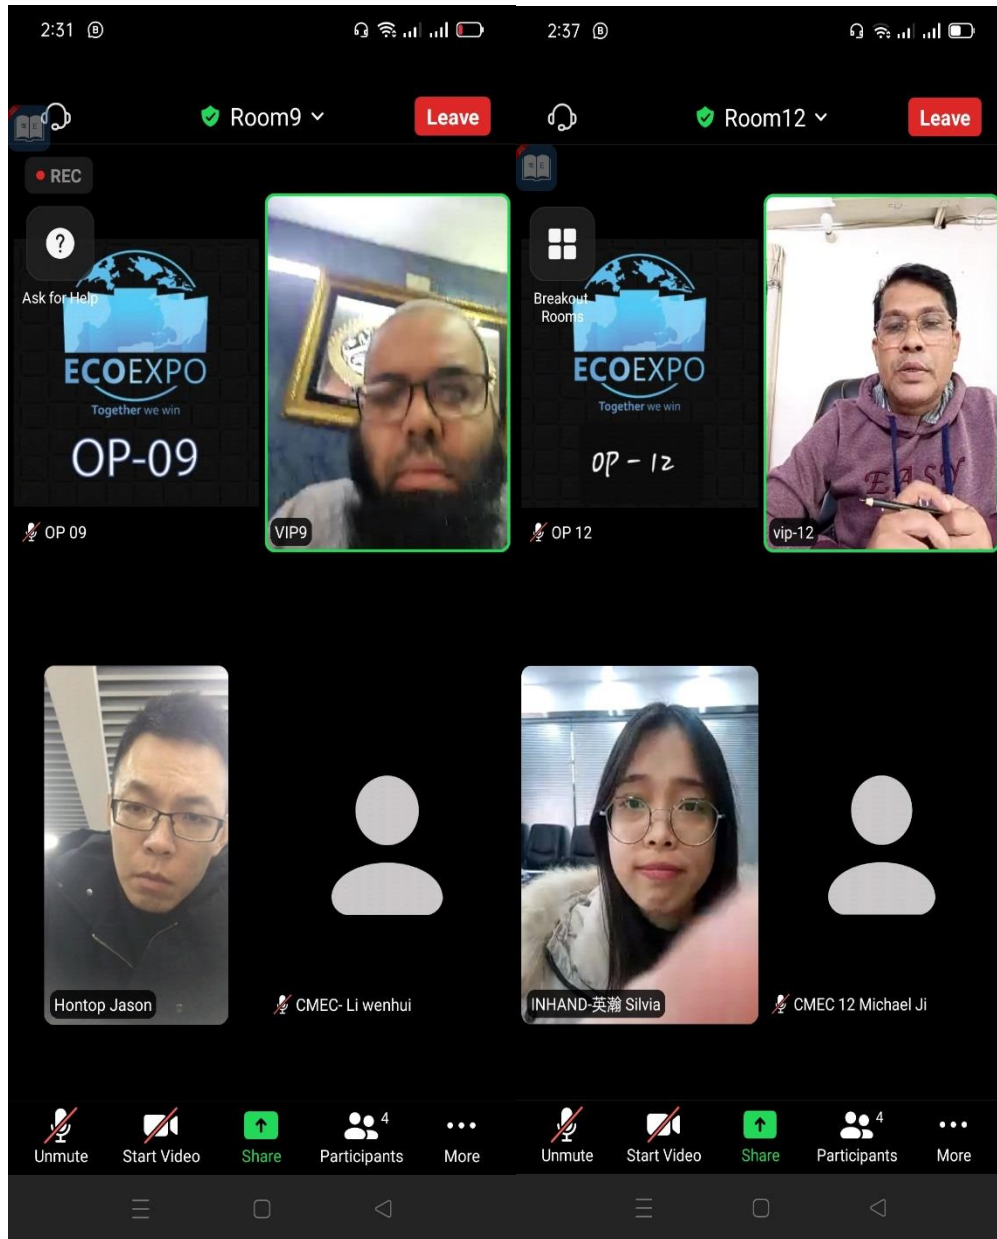 2:31
Room9
Leave
REC
Ask for Help
ECOEXPO
Together we win
OP-09
OP 09
VIP9
Hontop Jason
CMEC- Li wenhui
Unmute
Start Video
Share
Participants
4
More
2:37
Room12
Leave
Breakout
Rooms
ECOEXPO
Together we win
OP - 12
OP 12
EASY
vip-12
INHAND-英瀚 Silvia
CMEC 12 Michael Ji
Unmute
Start Video
Share
Participants
4
More